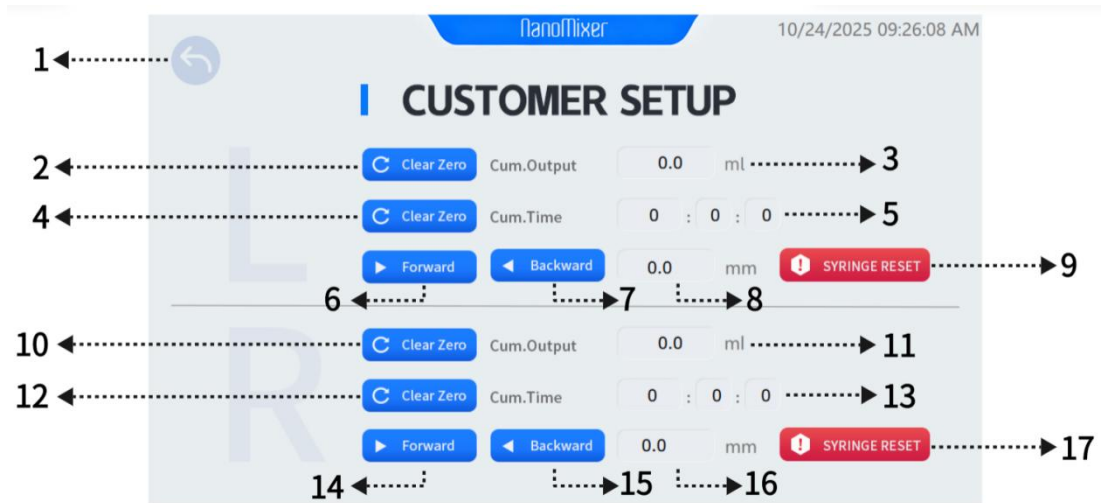 NanoMixer 10/24/2025 09:26:08 AM
1
CUSTOMER SETUP
L
2 Clear Zero Cum.Output 0.0 ml 3
4 Clear Zero Cum.Time 0 : 0 : 0 5
Forward Backward 0.0 mm SYRINGE RESET 9
6 7 8
R
10 Clear Zero Cum.Output 0.0 ml 11
12 Clear Zero Cum.Time 0 : 0 : 0 13
Forward Backward 0.0 mm SYRINGE RESET 17
14 15 16